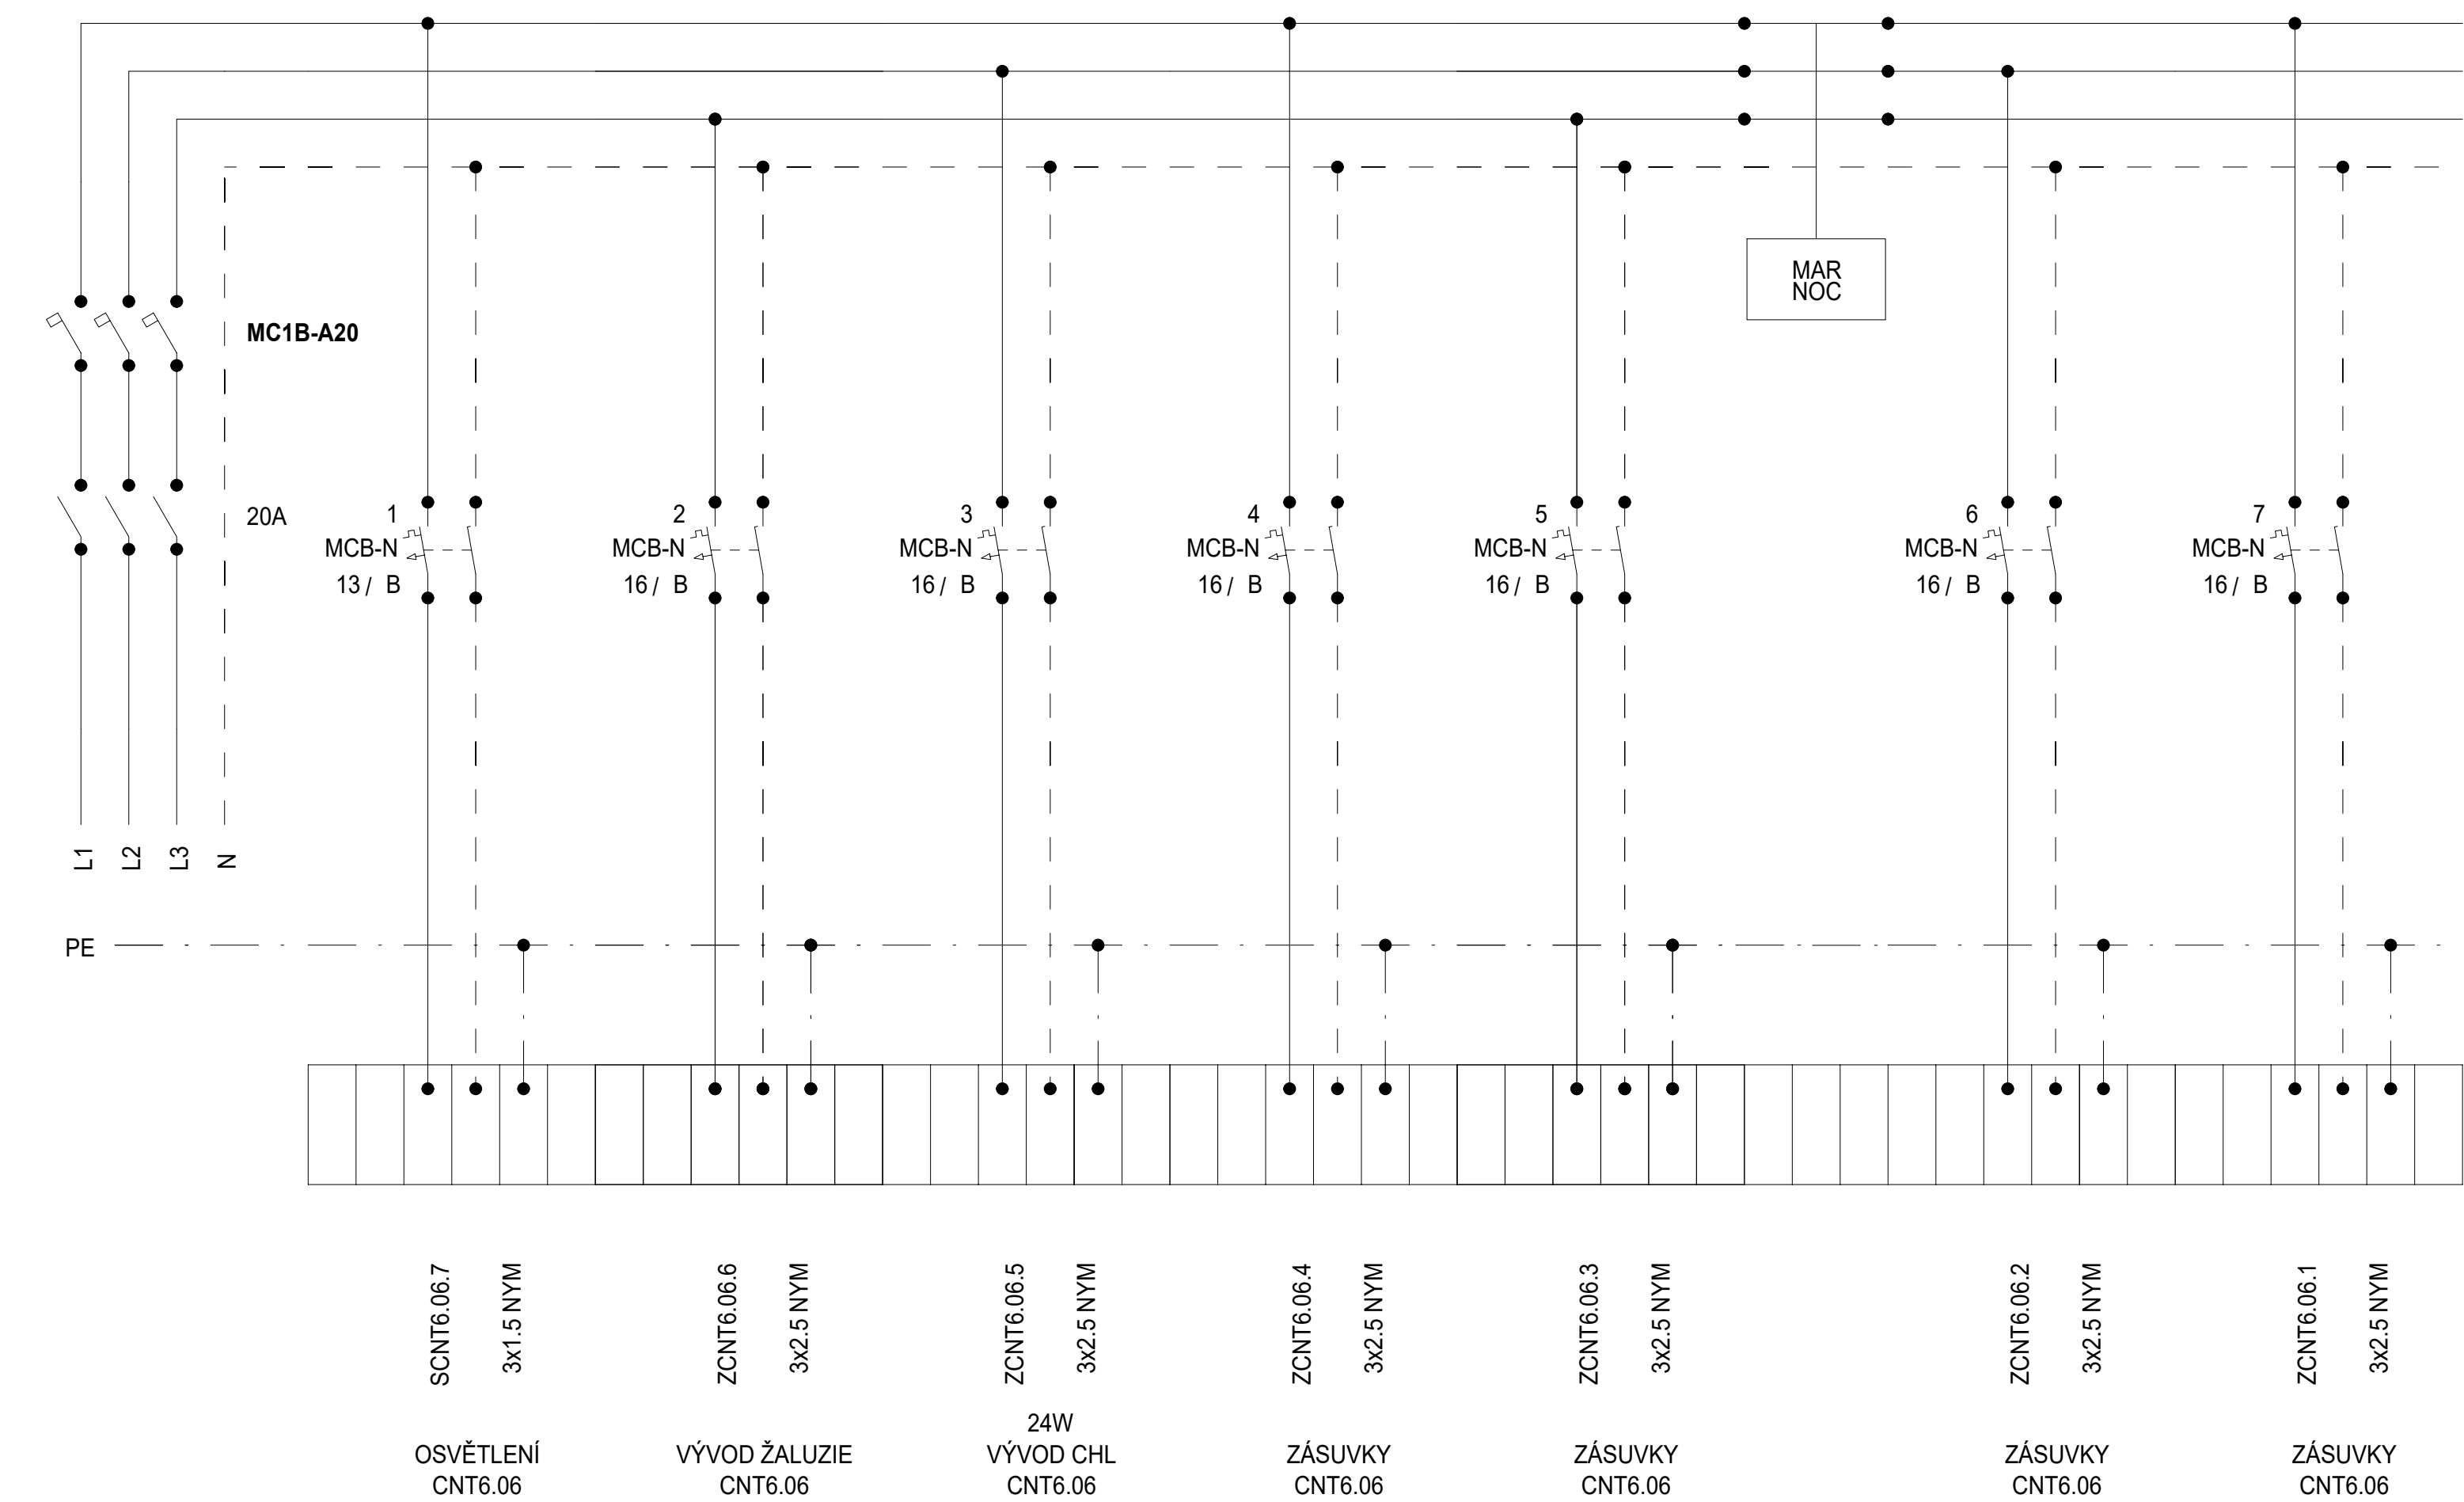 MAR
NOC
MC1B-A20
20A
1
MCB-N
13 / B
2
MCB-N
16 / B
3
MCB-N
16 / B
4
MCB-N
16 / B
5
MCB-N
16 / B
6
MCB-N
16 / B
7
MCB-N
16 / B
L1
L2
L3
N
PE
SCNT6.06.7
3x1.5 NYM
ZCNT6.06.6
3x2.5 NYM
ZCNT6.06.5
3x2.5 NYM
ZCNT6.06.4
3x2.5 NYM
ZCNT6.06.3
3x2.5 NYM
ZCNT6.06.2
3x2.5 NYM
ZCNT6.06.1
3x2.5 NYM
OSVĚTLENÍ
CNT6.06
VÝVOD ŽALUZIE
CNT6.06
24W
VÝVOD CHL
CNT6.06
ZÁSUVKY
CNT6.06
ZÁSUVKY
CNT6.06
ZÁSUVKY
CNT6.06
ZÁSUVKY
CNT6.06